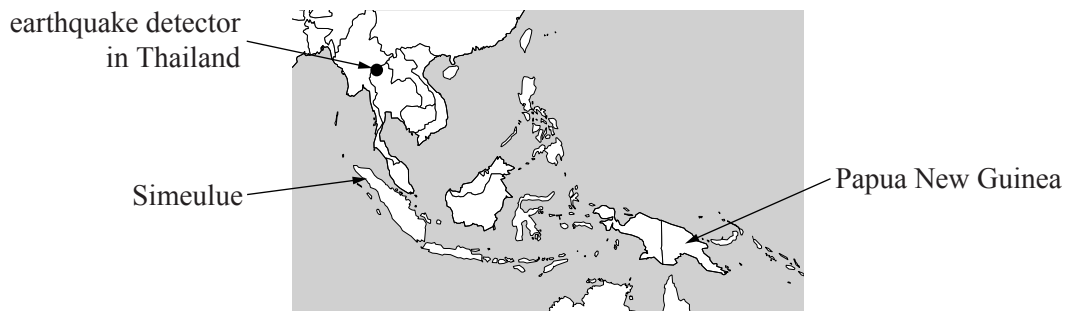 earthquake detector
in Thailand
Simeulue
Papua New Guinea